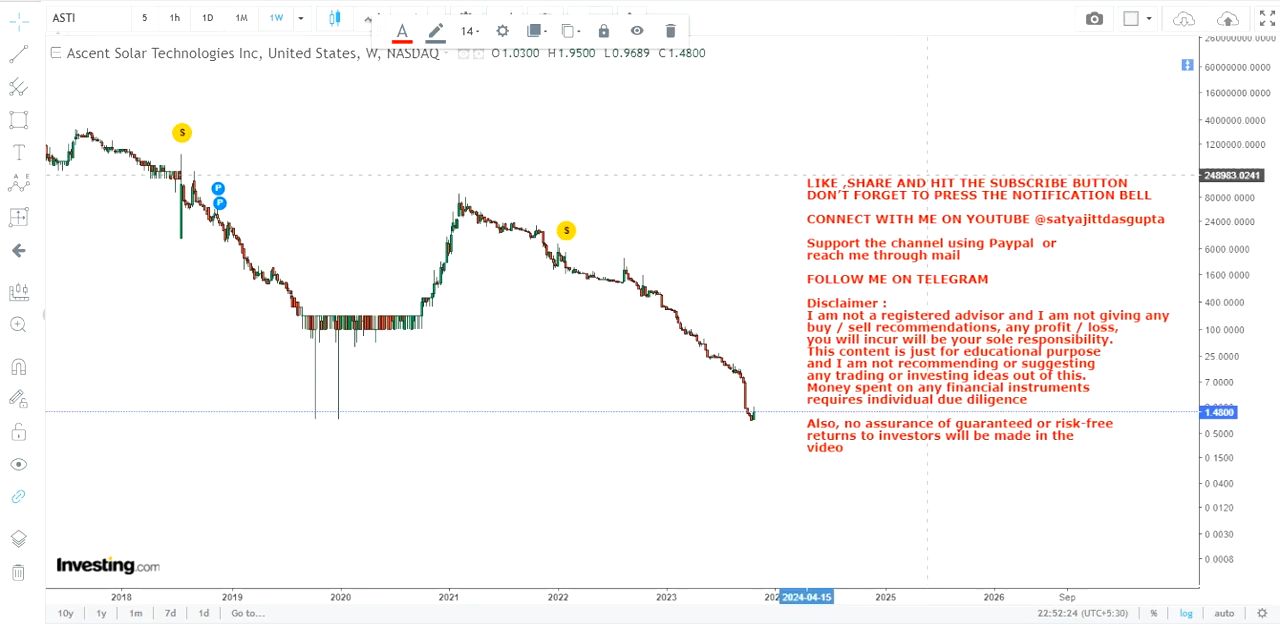 ASTI
5
1h
1D
1M
1W
14
Ascent Solar Technologies Inc, United States, W, NASDAQ
O 1.0300 H 1.9500 L 0.9689 C 1.4800
LIKE ,SHARE AND HIT THE SUBSCRIBE BUTTON
DON'T FORGET TO PRESS THE NOTIFICATION BELL
CONNECT WITH ME ON YOUTUBE @satyajittdasgupta
Support the channel using Paypal or
reach me through mail
FOLLOW ME ON TELEGRAM
Disclaimer :
I am not a registered advisor and I am not giving any
buy / sell recommendations, any profit / loss,
you will incur will be your sole responsibility.
This content is just for educational purpose
and I am not recommending or suggesting
any trading or investing ideas out of this.
Money spent on any financial instruments
requires individual due diligence
Also, no assurance of guaranteed or risk-free
returns to investors will be made in the
video
S
P
P
S
60000000.0000
16000000.0000
4000000.0000
1200000.0000
248983.0241
80000.0000
24000.0000
6000.0000
1600.0000
400.0000
100.0000
25.0000
7.0000
1.4800
0.5000
0.1500
0.0400
0.0120
0.0030
0.0008
Investing.com
2018
2019
2020
2021
2022
2023
2024-04-15
2025
2026
Sep
10y
1y
1m
7d
1d
Go to...
22:52:24 (UTC+5:30)
%
log
auto